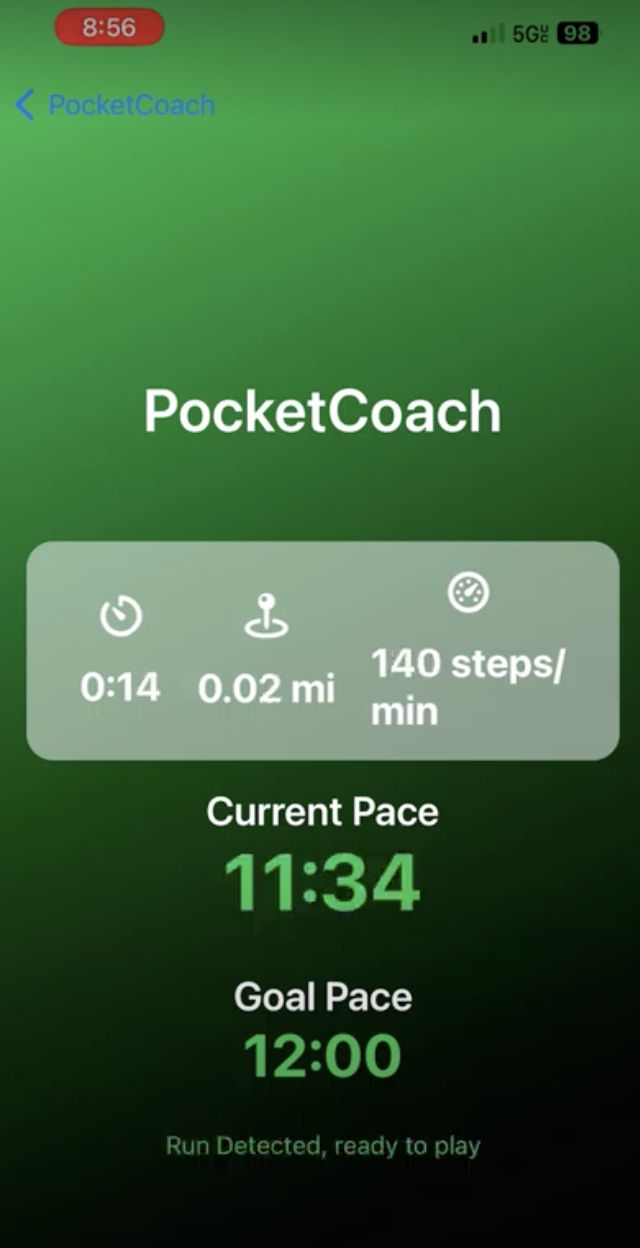 8:56
5G 98
PocketCoach
PocketCoach
0:14
0.02 mi
140 steps/
min
Current Pace
11:34
Goal Pace
12:00
Run Detected, ready to play